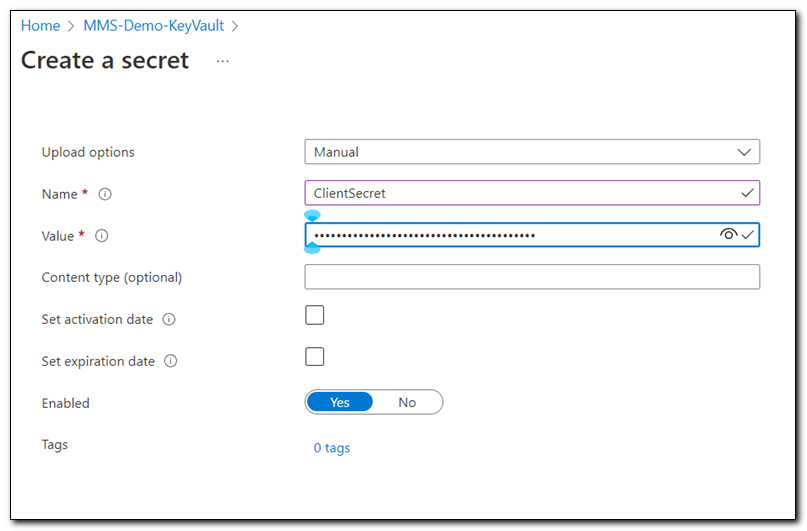 Home > MMS-Demo-KeyVault >
Create a secret ...
Upload options Manual
Name * ClientSecret
Value * ••••••••••••••••••••••••••••••••••••••••
Content type (optional)
Set activation date
Set expiration date
Enabled Yes No
Tags 0 tags